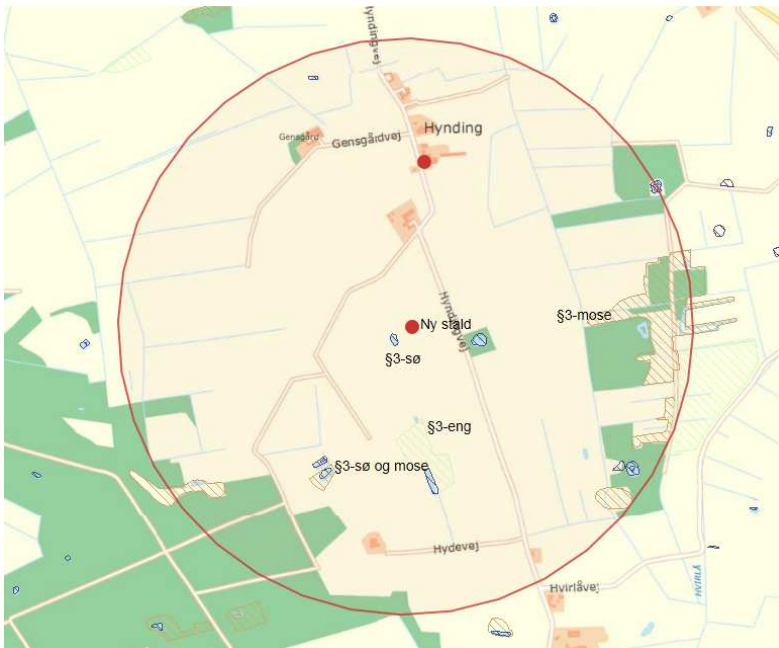 Hyndingvej
Hynding
Gensgård
Gensgårdvej
Hyndingvej
Ny stald
§3-mose
§3-sø
§3-eng
§3-sø og mose
Hydevej
Hvirlåvej
HVIRLÅ